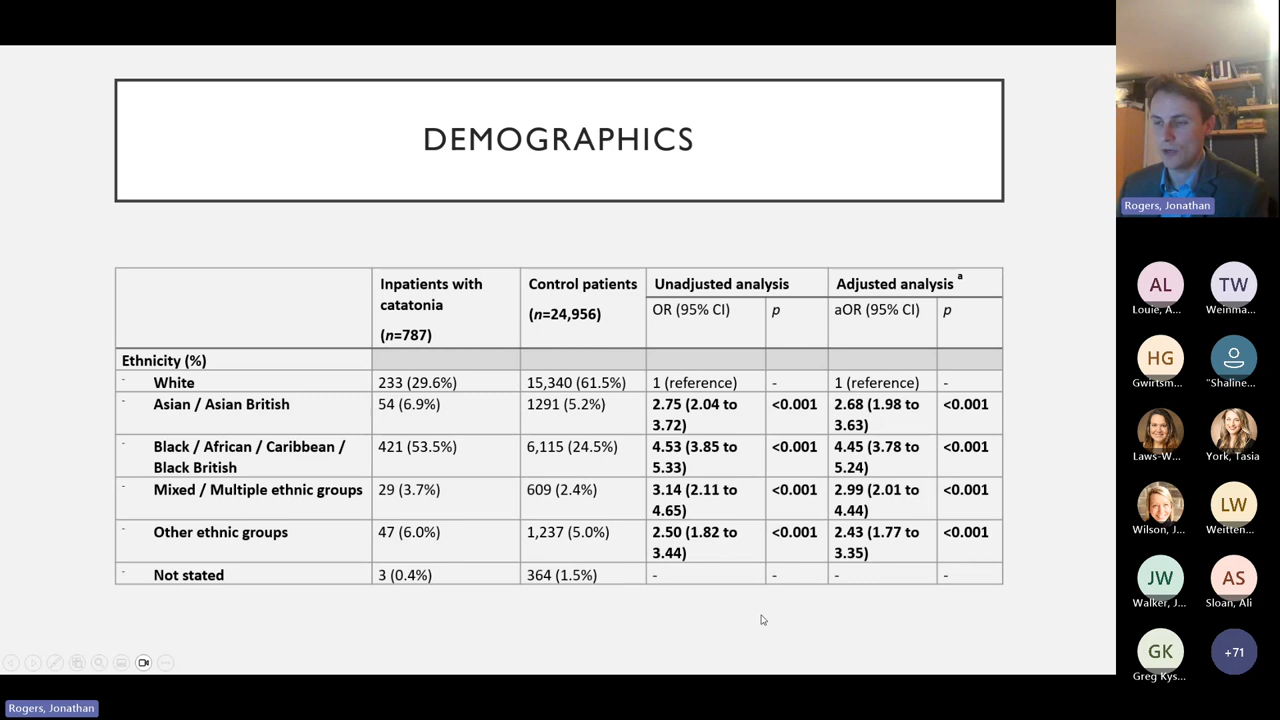 DEMOGRAPHICS
Inpatients with catatonia (n=787)
Control patients (n=24,956)
Unadjusted analysis
Adjusted analysis a
OR (95% CI)
p
aOR (95% CI)
p
Ethnicity (%)
- White 233 (29.6%) 15,340 (61.5%) 1 (reference) - 1 (reference) -
- Asian / Asian British 54 (6.9%) 1291 (5.2%) 2.75 (2.04 to 3.72) <0.001 2.68 (1.98 to 3.63) <0.001
- Black / African / Caribbean / Black British 421 (53.5%) 6,115 (24.5%) 4.53 (3.85 to 5.33) <0.001 4.45 (3.78 to 5.24) <0.001
- Mixed / Multiple ethnic groups 29 (3.7%) 609 (2.4%) 3.14 (2.11 to 4.65) <0.001 2.99 (2.01 to 4.44) <0.001
- Other ethnic groups 47 (6.0%) 1,237 (5.0%) 2.50 (1.82 to 3.44) <0.001 2.43 (1.77 to 3.35) <0.001
- Not stated 3 (0.4%) 364 (1.5%) - - - -
Rogers, Jonathan
AL TW
Louie, A... Weinma...
HG
Gwirtsm... "Shaline...
Laws-W... York, Tasia
LW
Wilson, J... Weitten...
JW AS
Walker, J... Sloan, Ali
GK +71
Greg Kys...
Rogers, Jonathan